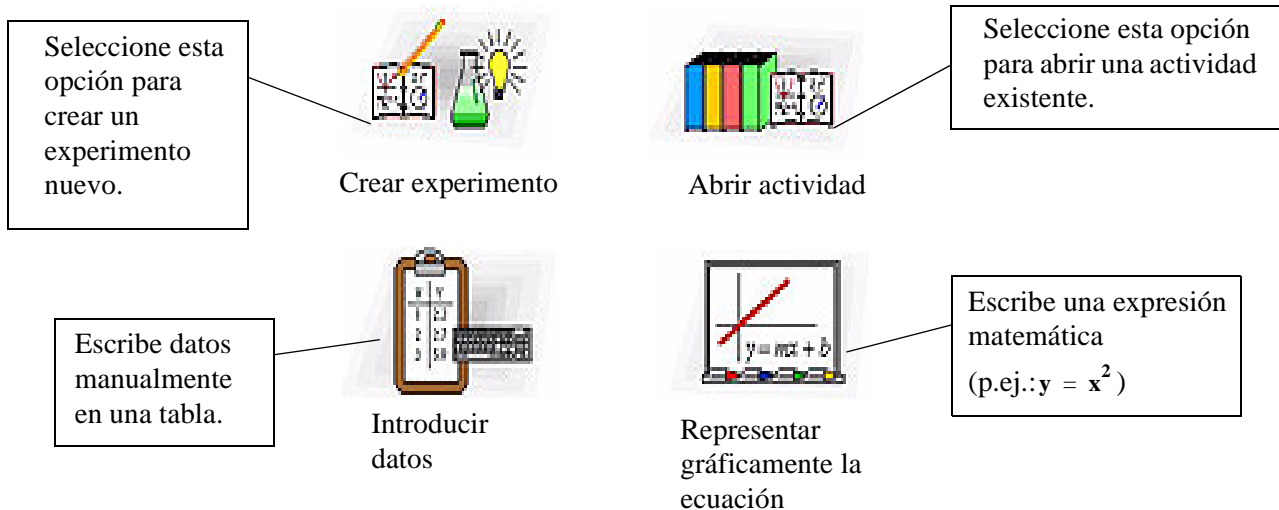 Seleccione esta
opción para
crear un
experimento
nuevo.
Crear experimento
Abrir actividad
Seleccione esta opción
para abrir una actividad
existente.
Escribe datos
manualmente
en una tabla.
Introducir
datos
y=mx+b
Representar
gráficamente la
ecuación
Escribe una expresión
matemática
(p.ej.: y = x² )